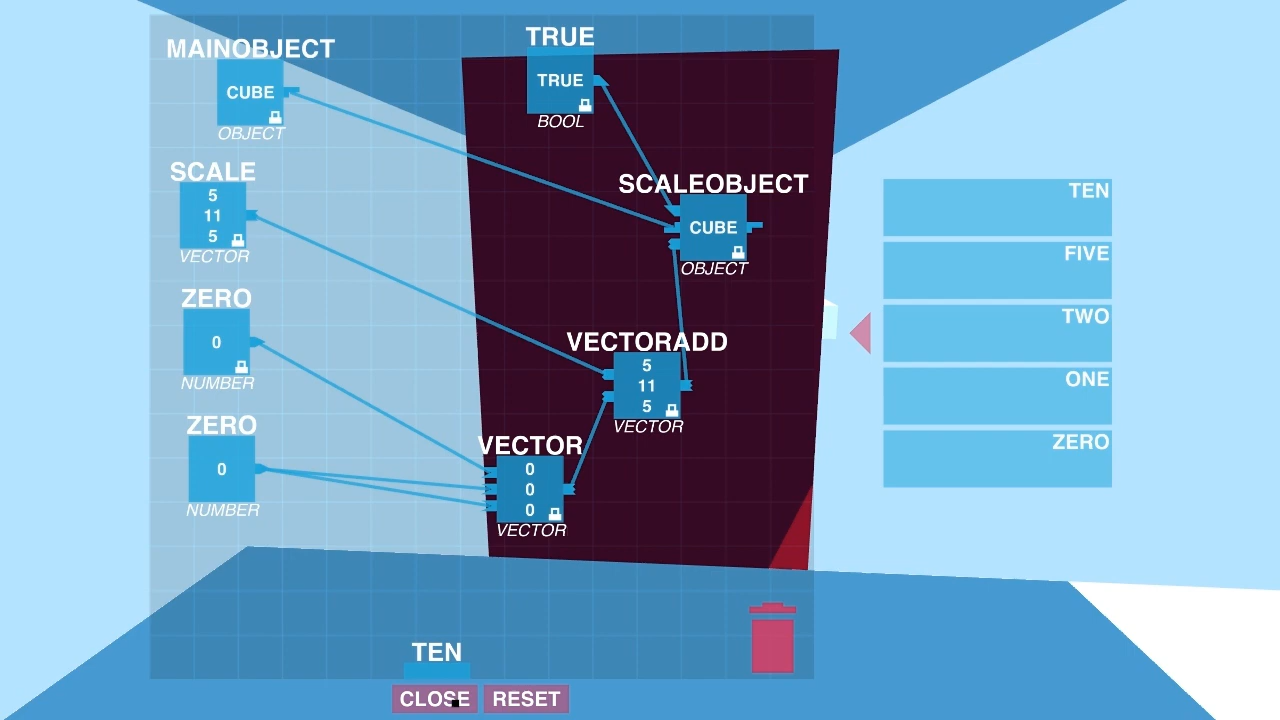 MAINOBJECT
CUBE
OBJECT
TRUE
TRUE
BOOL
SCALE
5
11
5
VECTOR
SCALEOBJECT
CUBE
OBJECT
ZERO
0
NUMBER
VECTORADD
5
11
5
VECTOR
ZERO
0
NUMBER
VECTOR
0
0
0
VECTOR
TEN
CLOSE
RESET
TEN
FIVE
TWO
ONE
ZERO